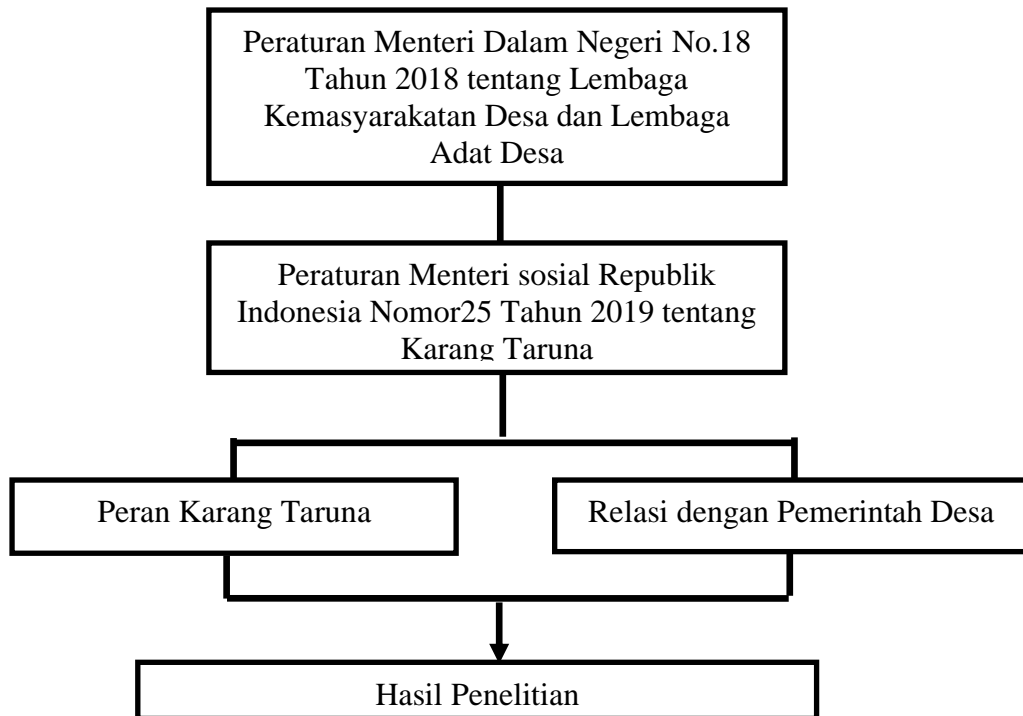 Peraturan Menteri Dalam Negeri No.18
Tahun 2018 tentang Lembaga
Kemasyarakatan Desa dan Lembaga
Adat Desa
Peraturan Menteri sosial Republik
Indonesia Nomor25 Tahun 2019 tentang
Karang Taruna
Peran Karang Taruna
Relasi dengan Pemerintah Desa
Hasil Penelitian